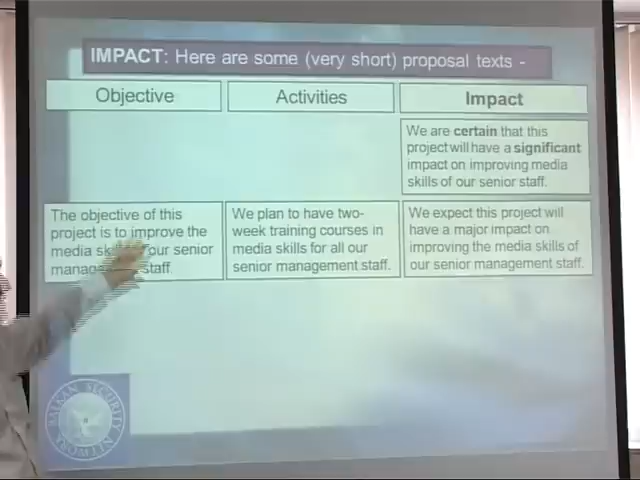 IMPACT: Here are some (very short) proposal texts -
Objective
Activities
Impact
We are certain that this
project will have a significant
impact on improving media
skills of our senior staff.
The objective of this
project is to improve the
media our senior
staff.
We plan to have two-
week training courses in
media skills for all our
senior management staff.
We expect this project will
have a major impact on
improving the media skills of
our senior management staff.
BALKAN SECURITY NETWORK